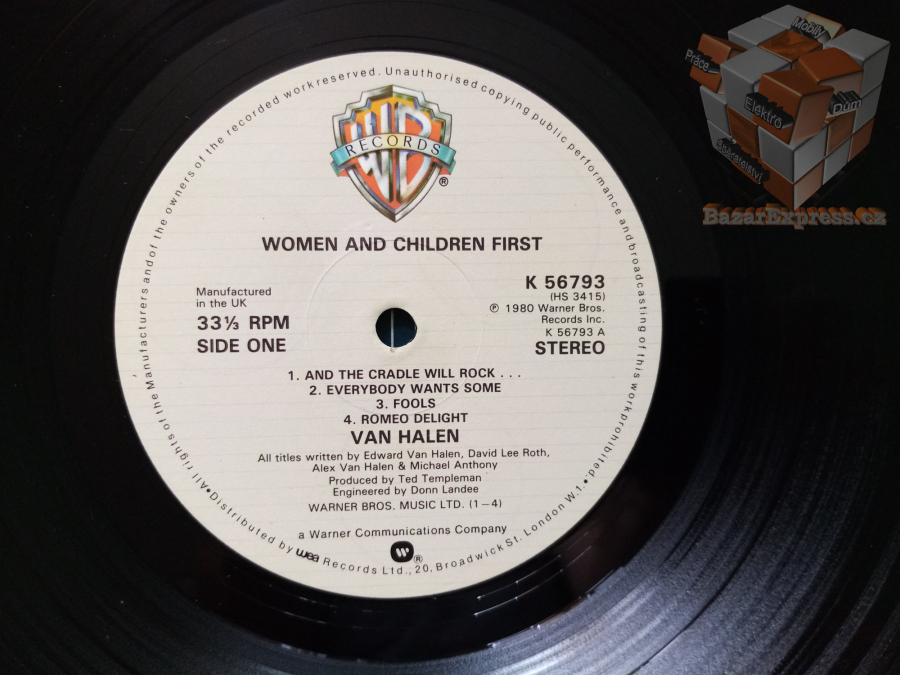 All rights of the Manufacturers and of the owners of the recorded work reserved. Unauthorised copying public performance and broadcasting of this work prohibited.
WB
RECORDS
®
WOMEN AND CHILDREN FIRST
Manufactured
in the UK
33⅓ RPM
SIDE ONE
K 56793
(HS 3415)
℗ 1980 Warner Bros.
Records Inc.
K 56793 A
STEREO
1. AND THE CRADLE WILL ROCK . . .
2. EVERYBODY WANTS SOME
3. FOOLS
4. ROMEO DELIGHT
VAN HALEN
All titles written by Edward Van Halen, David Lee Roth,
Alex Van Halen & Michael Anthony
Produced by Ted Templeman
Engineered by Donn Landee
WARNER BROS. MUSIC LTD. (1–4)
a Warner Communications Company
®
• Distributed by wea Records Ltd., 20, Broadwick St. London W.1. •
Mobily
Práce
Elektro
Dům
BazarExpress.cz